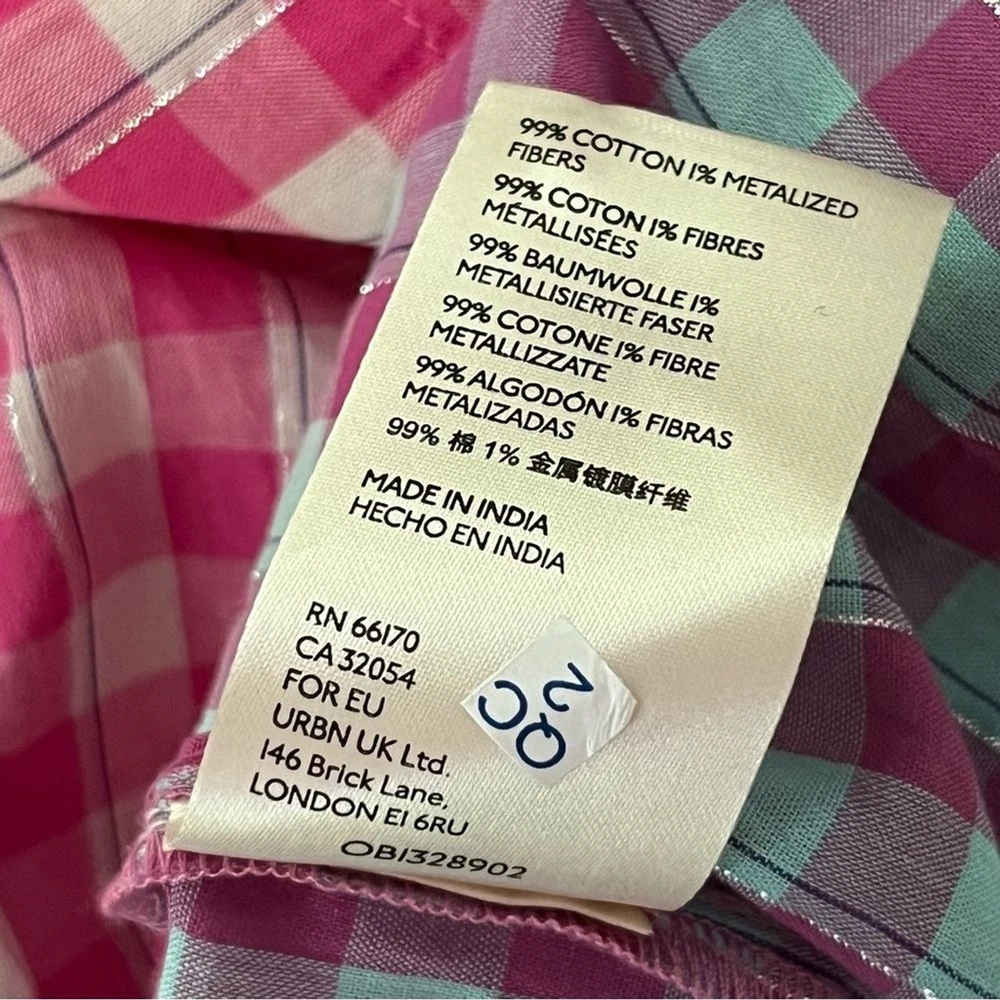 99% COTTON 1% METALIZED
FIBERS
99% COTON 1% FIBRES
MÉTALLISÉES
99% BAUMWOLLE 1%
METALLISIERTE FASER
99% COTONE 1% FIBRE
METALLIZZATE
99% ALGODÓN 1% FIBRAS
METALIZADAS
99% 棉 1% 金属镀膜纤维
MADE IN INDIA
HECHO EN INDIA
RN 66170
CA 32054
FOR EU
URBN UK Ltd.
146 Brick Lane,
LONDON E1 6RU
OB1328902
QC
2